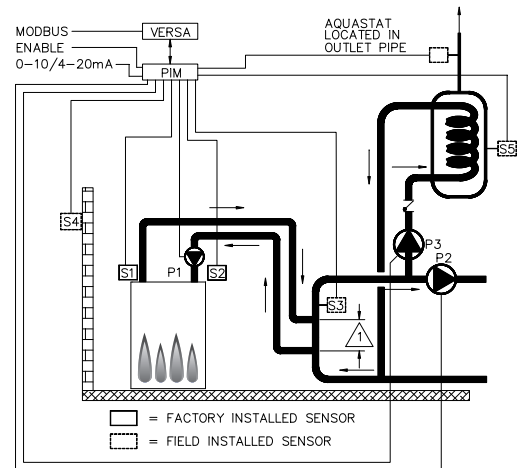 MODBUS
VERSA
ENABLE
0-10/4-20mA
PIM
AQUASTAT
LOCATED IN
OUTLET PIPE
S5
S4
S1
P1
S2
P3
P2
S3
1
= FACTORY INSTALLED SENSOR
= FIELD INSTALLED SENSOR